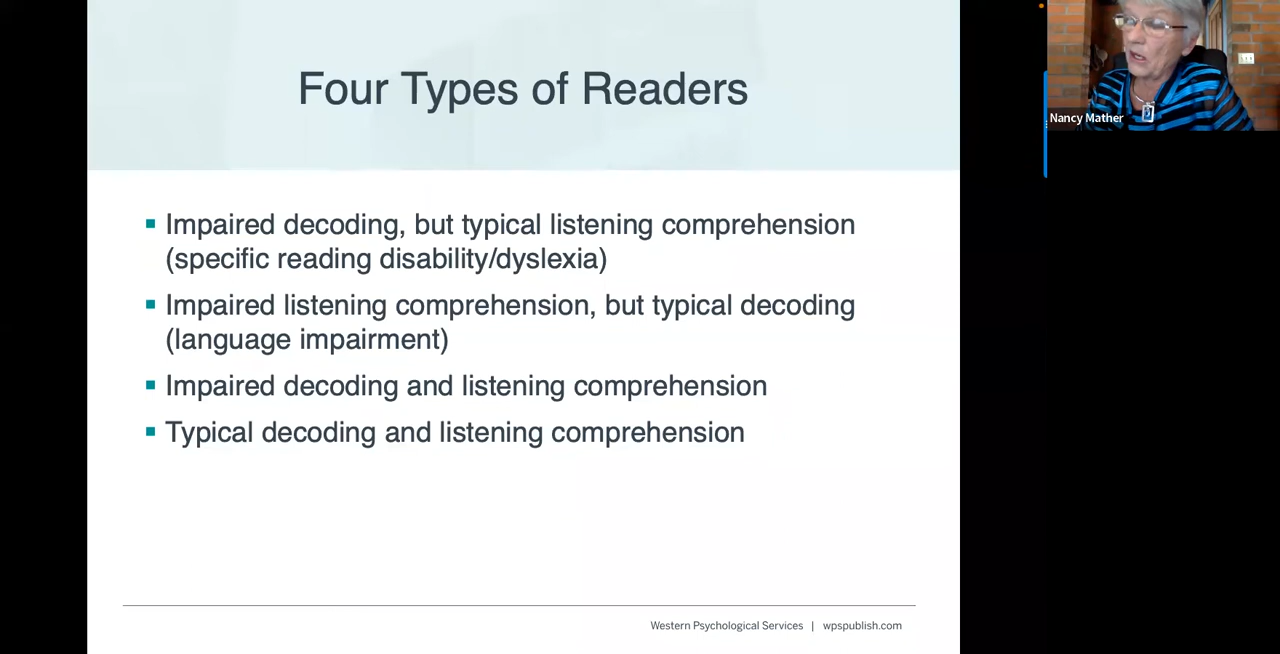 Four Types of Readers
Impaired decoding, but typical listening comprehension
(specific reading disability/dyslexia)
Impaired listening comprehension, but typical decoding
(language impairment)
Impaired decoding and listening comprehension
Typical decoding and listening comprehension
Western Psychological Services | wpspublish.com
Nancy Mather